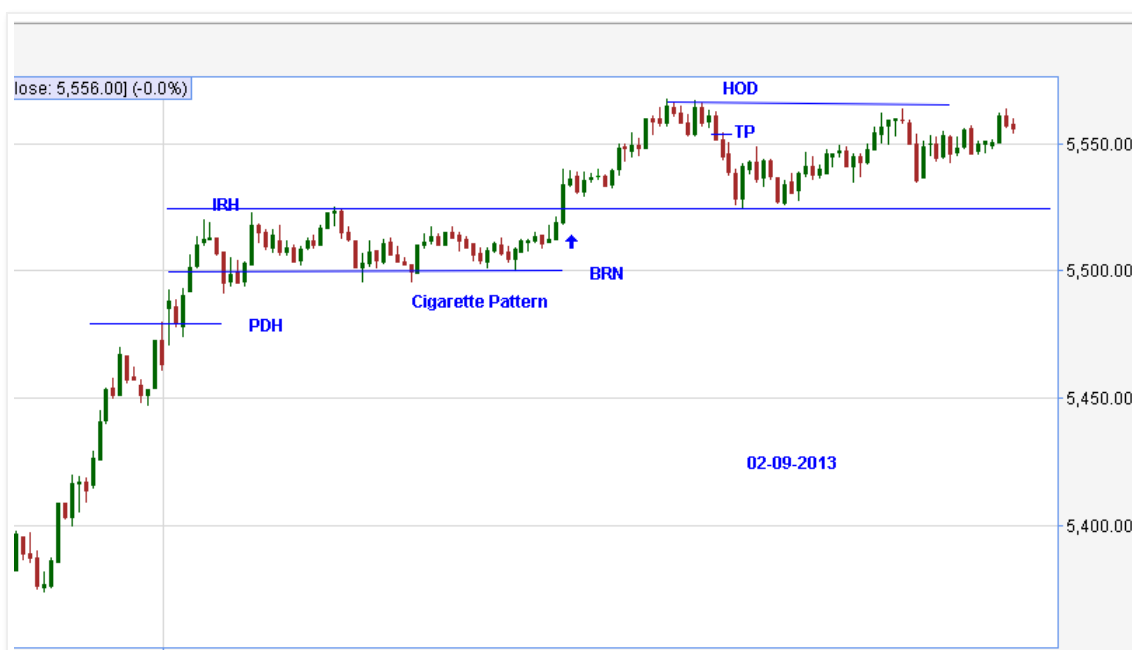 lose: 5,556.00] (-0.0%)
HOD
TP
5,550.00
IRH
5,500.00
BRN
Cigarette Pattern
PDH
5,450.00
02-09-2013
5,400.00